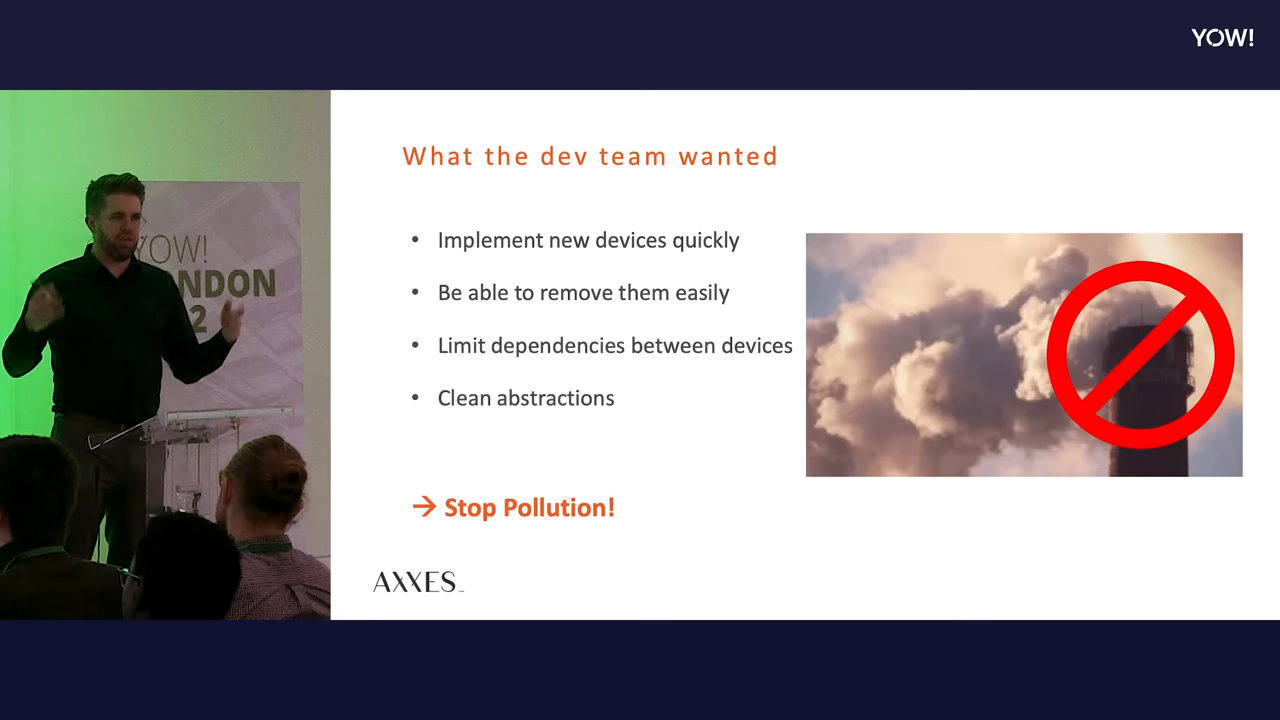 YOW!
What the dev team wanted
• Implement new devices quickly
• Be able to remove them easily
• Limit dependencies between devices
• Clean abstractions
→ Stop Pollution!
AXXES_
YOW!
NDON
2